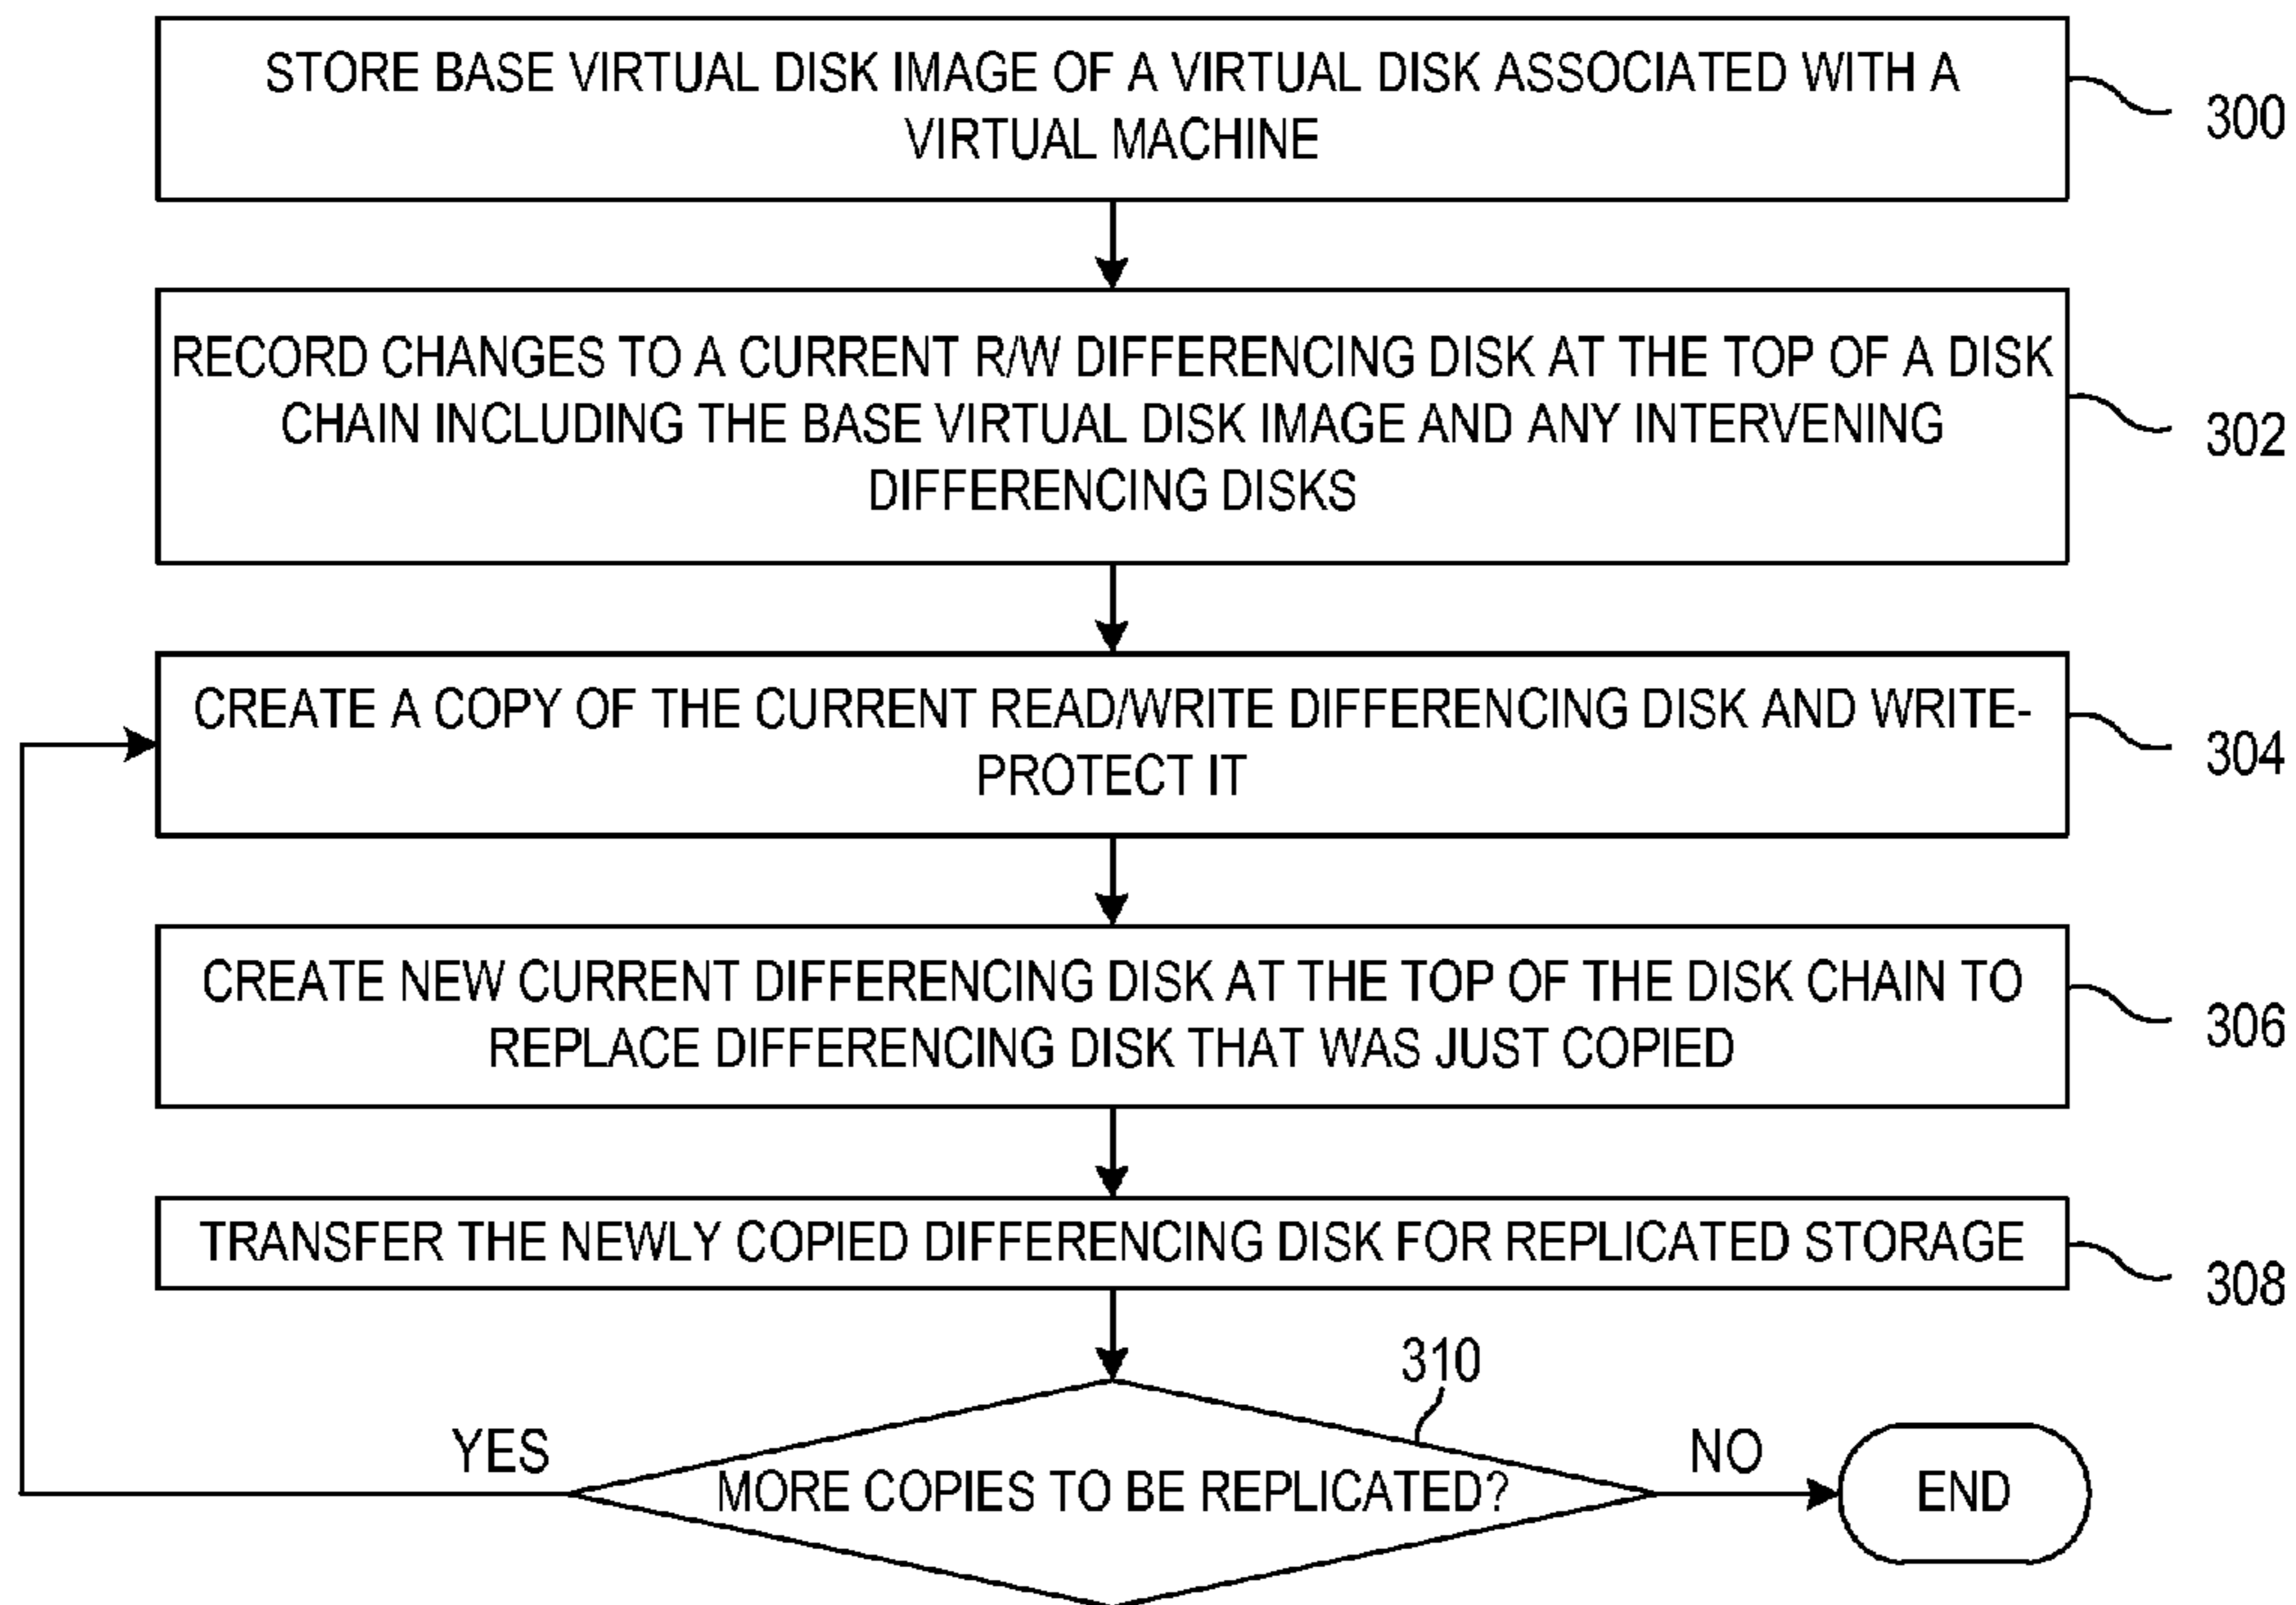 STORE BASE VIRTUAL DISK IMAGE OF A VIRTUAL DISK ASSOCIATED WITH A
VIRTUAL MACHINE
300
RECORD CHANGES TO A CURRENT R/W DIFFERENCING DISK AT THE TOP OF A DISK
CHAIN INCLUDING THE BASE VIRTUAL DISK IMAGE AND ANY INTERVENING
DIFFERENCING DISKS
302
CREATE A COPY OF THE CURRENT READ/WRITE DIFFERENCING DISK AND WRITE-
PROTECT IT
304
CREATE NEW CURRENT DIFFERENCING DISK AT THE TOP OF THE DISK CHAIN TO
REPLACE DIFFERENCING DISK THAT WAS JUST COPIED
306
TRANSFER THE NEWLY COPIED DIFFERENCING DISK FOR REPLICATED STORAGE
308
310
YES
MORE COPIES TO BE REPLICATED?
NO
END